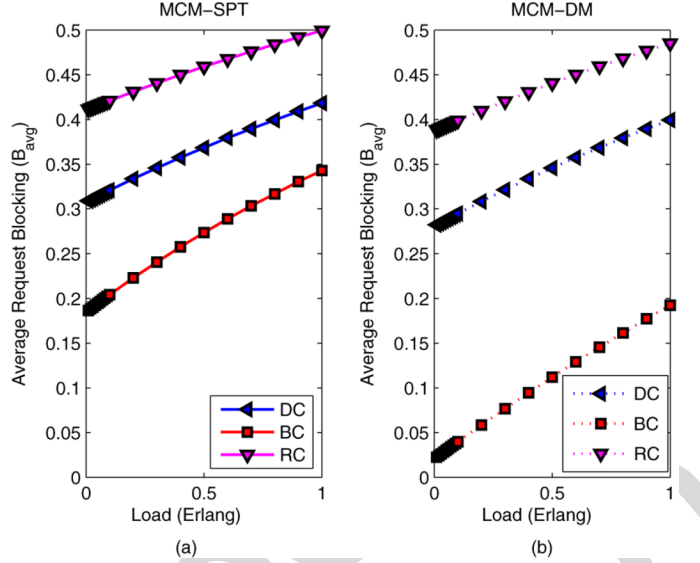 MCM–SPT
0.5
0.45
0.4
0.35
0.3
0.25
0.2
0.15
0.1
0.05
0
0
0.5
1
Average Request Blocking (Bavg)
Load (Erlang)
DC
BC
RC
(a)
MCM–DM
0.5
0.45
0.4
0.35
0.3
0.25
0.2
0.15
0.1
0.05
0
0
0.5
1
Average Request Blocking (Bavg)
Load (Erlang)
DC
BC
RC
(b)